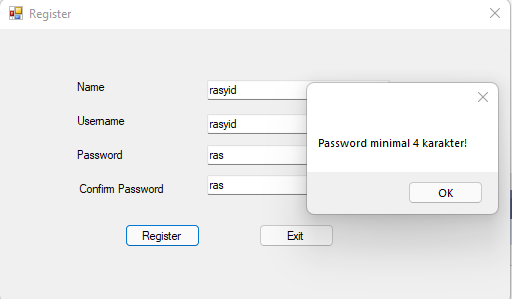 Register
Name rasyid
Username rasyid
Password ras
Confirm Password ras
Register Exit
Password minimal 4 karakter!
OK